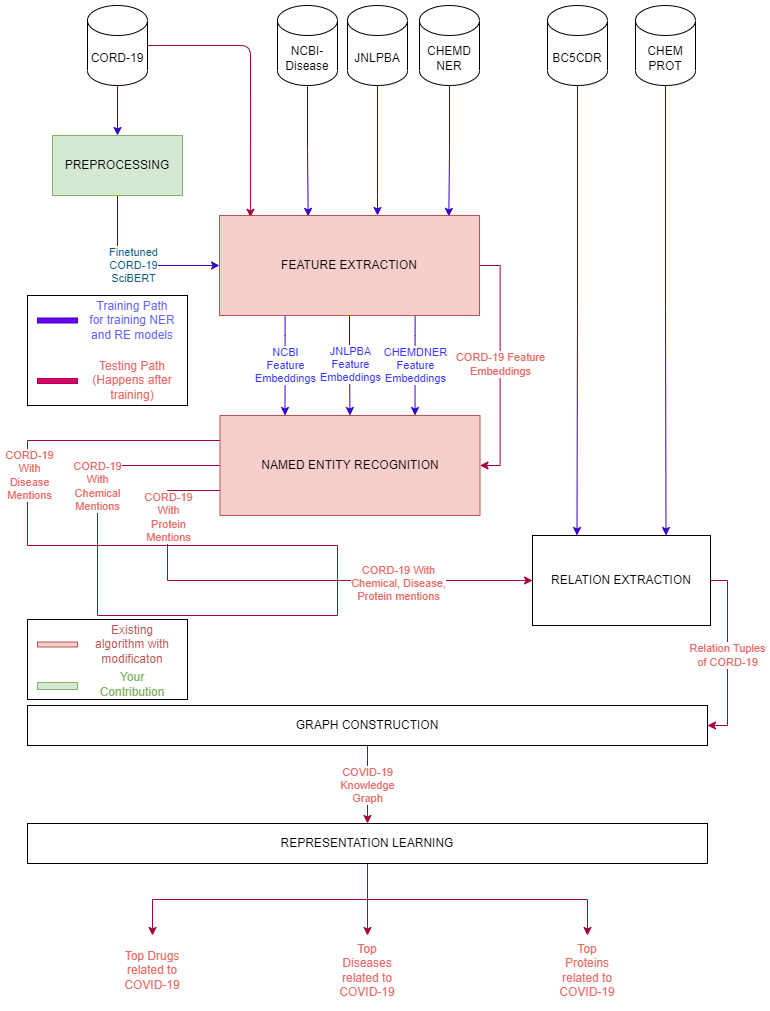 CORD-19
NCBI-
Disease
JNLPBA
CHEMD
NER
BC5CDR
CHEM
PROT
PREPROCESSING
Finetuned
CORD-19
SciBERT
FEATURE EXTRACTION
Training Path
for training NER
and RE models
Testing Path
(Happens after
training)
NCBI
Feature
Embeddings
JNLPBA
Feature
Embeddings
CHEMDNER
Feature
Embeddings
CORD-19 Feature
Embeddings
NAMED ENTITY RECOGNITION
CORD-19
With
Disease
Mentions
CORD-19
With
Chemical
Mentions
CORD-19
With
Protein
Mentions
CORD-19 With
Chemical, Disease,
Protein mentions
RELATION EXTRACTION
Existing
algorithm with
modificaton
Your
Contribution
Relation Tuples
of CORD-19
GRAPH CONSTRUCTION
COVID-19
Knowledge
Graph
REPRESENTATION LEARNING
Top Drugs
related to
COVID-19
Top
Diseases
related to
COVID-19
Top
Proteins
related to
COVID-19